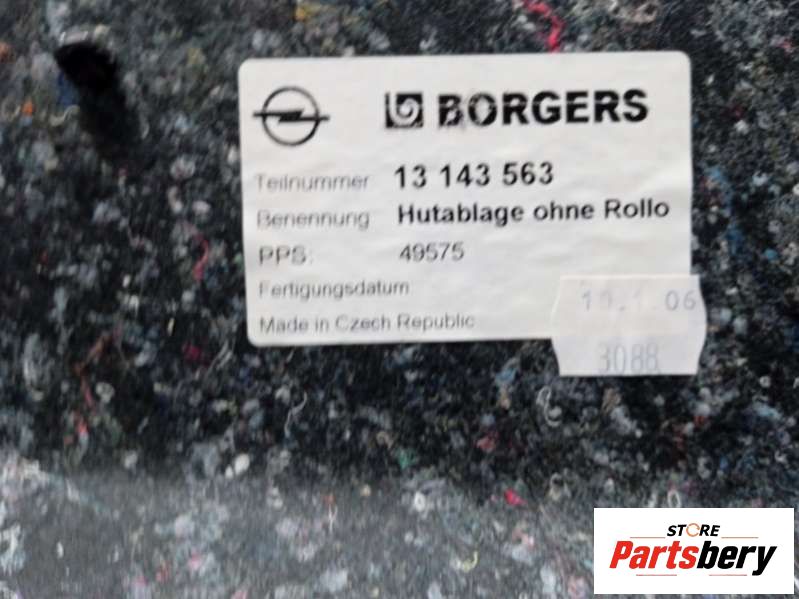 BORGERS
Teilnummer 13 143 563
Benennung Hutablage ohne Rollo
PPS: 49575
Fertigungsdatum
Made in Czech Republic
3088
STORE
Partsbery